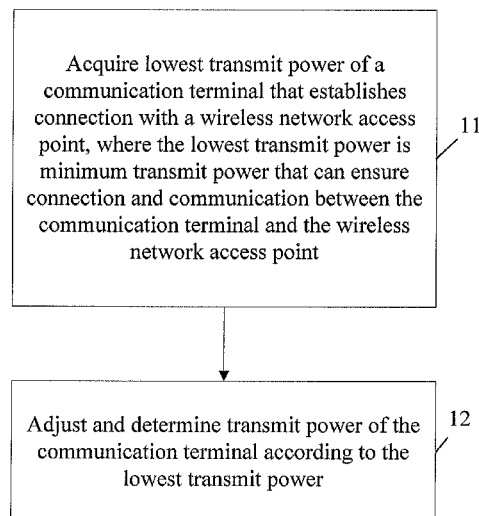 Acquire lowest transmit power of a
communication terminal that establishes
connection with a wireless network access
point, where the lowest transmit power is
minimum transmit power that can ensure
connection and communication between the
communication terminal and the wireless
network access point
11
Adjust and determine transmit power of the
communication terminal according to the
lowest transmit power
12